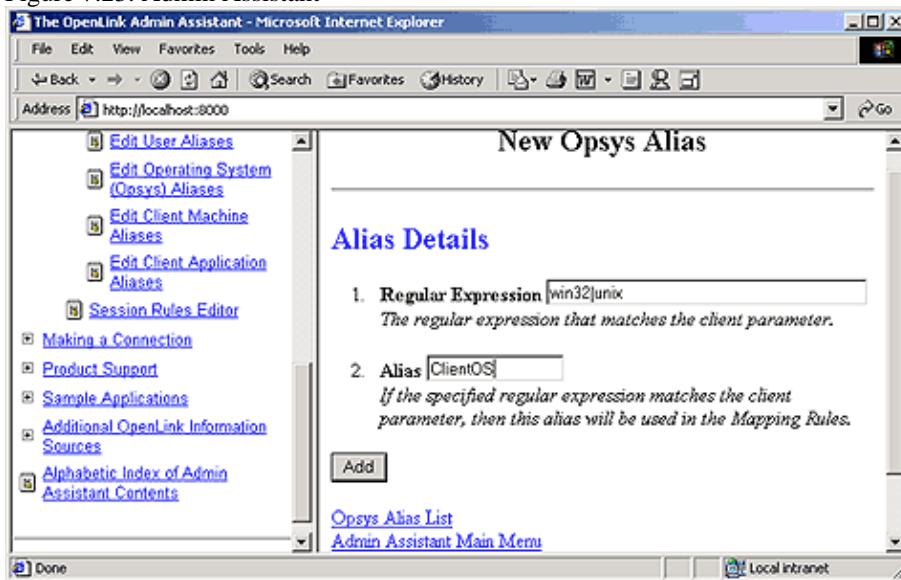 The OpenLink Admin Assistant - Microsoft Internet Explorer
File Edit View Favorites Tools Help
Back Search Favorites History
Address http://localhost:8000 Go
Edit User Aliases
Edit Operating System
(Opsys) Aliases
Edit Client Machine
Aliases
Edit Client Application
Aliases
Session Rules Editor
Making a Connection
Product Support
Sample Applications
Additional OpenLink Information
Sources
Alphabetic Index of Admin
Assistant Contents
New Opsys Alias
Alias Details
1. Regular Expression win32|unix
The regular expression that matches the client parameter.
2. Alias ClientOS
If the specified regular expression matches the client
parameter, then this alias will be used in the Mapping Rules.
Add
Opsys Alias List
Admin Assistant Main Menu
Done Local intranet